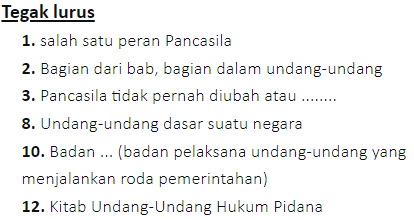 Tegak lurus
1. salah satu peran Pancasila
2. Bagian dari bab, bagian dalam undang-undang
3. Pancasila tidak pernah diubah atau ........
8. Undang-undang dasar suatu negara
10. Badan ... (badan pelaksana undang-undang yang
menjalankan roda pemerintahan)
12. Kitab Undang-Undang Hukum Pidana